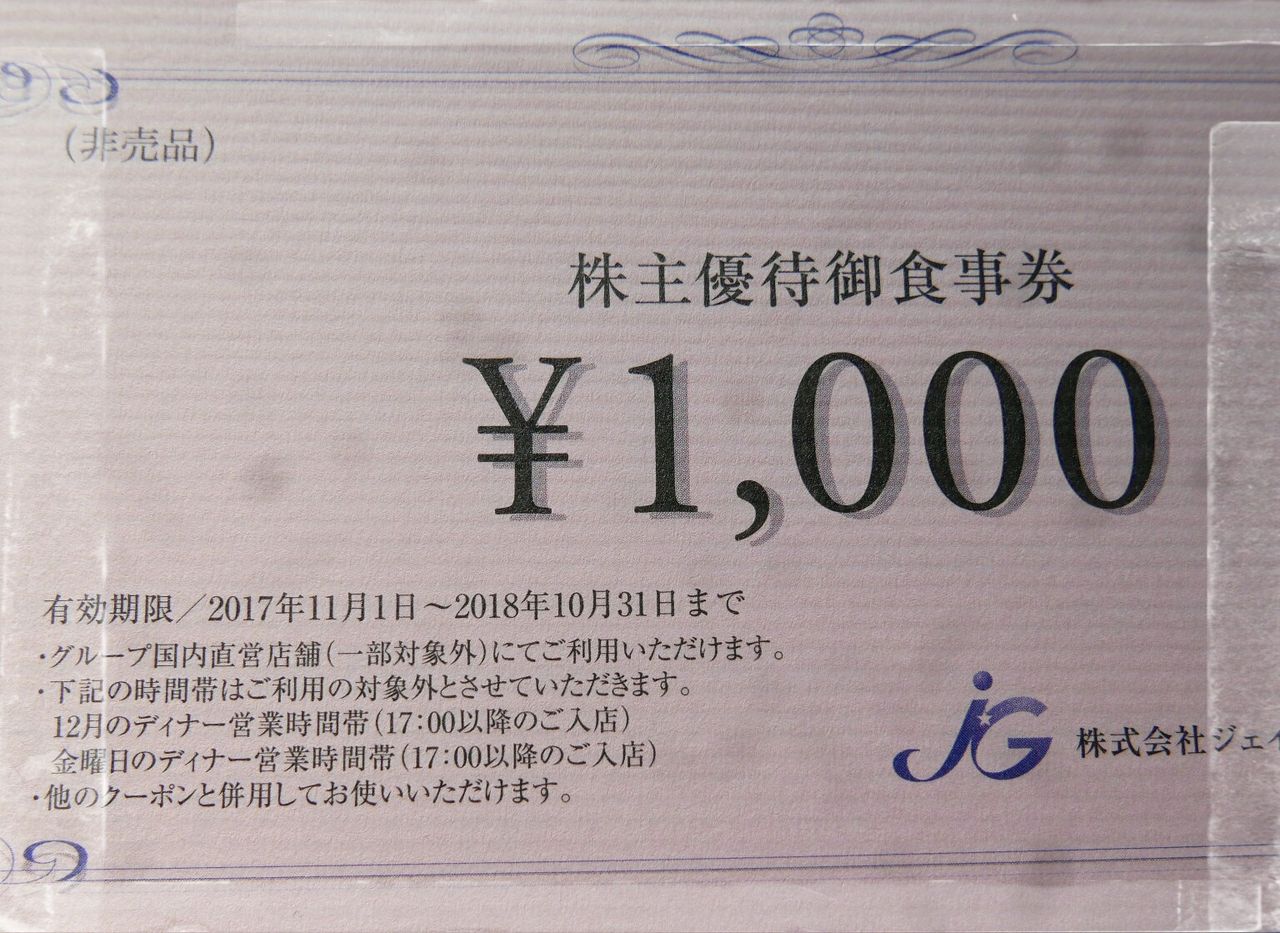 (非売品)
株主優待御食事券
¥1,000
有効期限／2017年11月1日～2018年10月31日まで
・グループ国内直営店舗(一部対象外)にてご利用いただけます。
・下記の時間帯はご利用の対象外とさせていただきます。
12月のディナー営業時間帯(17:00以降のご入店)
金曜日のディナー営業時間帯(17:00以降のご入店)
・他のクーポンと併用してお使いいただけます。
JG 株式会社ジェイ